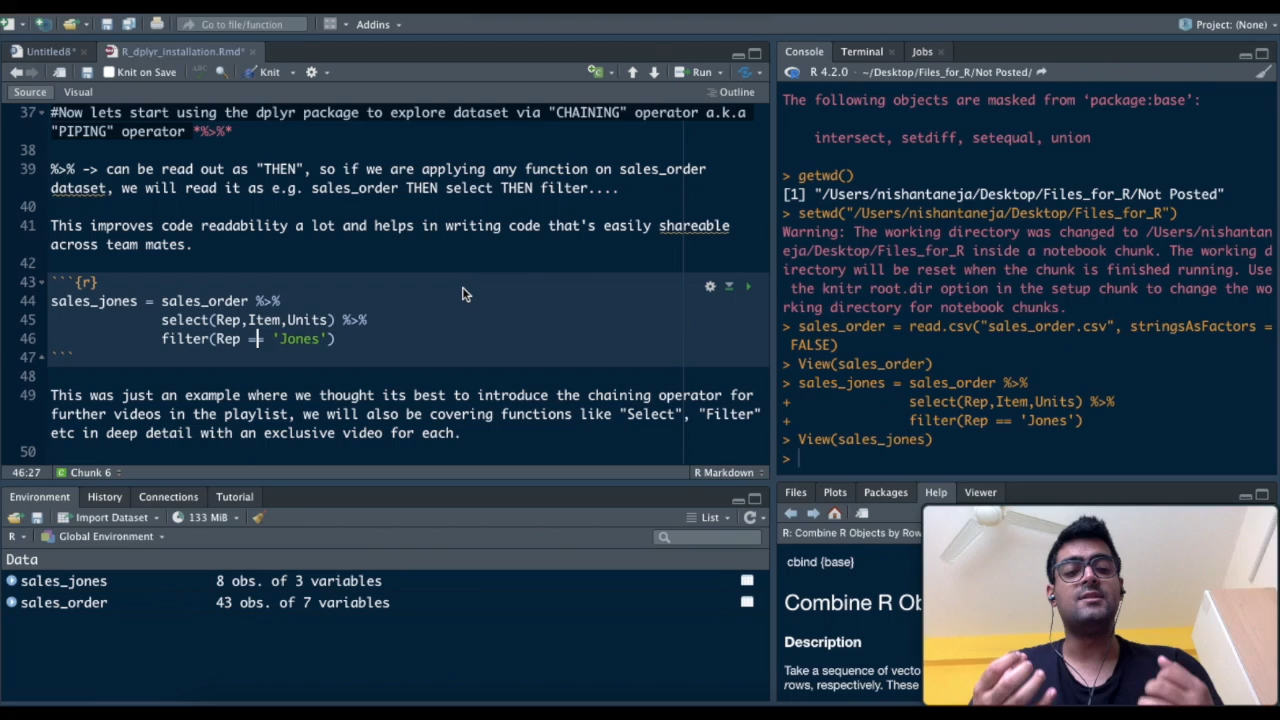 Go to file/function
Addins
Project: (None)
Untitled8*
R_dplyr_installation.Rmd*
Knit on Save
ABC
Knit
Run
Source
Visual
Outline
37 #Now lets start using the dplyr package to explore dataset via "CHAINING" operator a.k.a
"PIPING" operator *%>%*
38
39 %>% -> can be read out as "THEN", so if we are applying any function on sales_order
dataset, we will read it as e.g. sales_order THEN select THEN filter....
40
41 This improves code readability a lot and helps in writing code that's easily shareable
across team mates.
42
43 ```{r}
44 sales_jones = sales_order %>%
45 select(Rep,Item,Units) %>%
46 filter(Rep == 'Jones')
47 ```
48
49 This was just an example where we thought its best to introduce the chaining operator for
further videos in the playlist, we will also be covering functions like "Select", "Filter"
etc in deep detail with an exclusive video for each.
50
46:27
Chunk 6
R Markdown
Environment
History
Connections
Tutorial
Import Dataset
133 MiB
List
R
Global Environment
Data
sales_jones 8 obs. of 3 variables
sales_order 43 obs. of 7 variables
Console
Terminal
Jobs
R 4.2.0 · ~/Desktop/Files_for_R/Not Posted/
The following objects are masked from ‘package:base’:
intersect, setdiff, setequal, union
> getwd()
[1] "/Users/nishantaneja/Desktop/Files_for_R/Not Posted"
> setwd("/Users/nishantaneja/Desktop/Files_for_R")
Warning: The working directory was changed to /Users/nishantan
eja/Desktop/Files_for_R inside a notebook chunk. The working d
irectory will be reset when the chunk is finished running. Use
the knitr root.dir option in the setup chunk to change the wo
rking directory for notebook chunks.
> sales_order = read.csv("sales_order.csv", stringsAsFactors =
FALSE)
> View(sales_order)
> sales_jones = sales_order %>%
+ select(Rep,Item,Units) %>%
+ filter(Rep == 'Jones')
> View(sales_jones)
>
Files
Plots
Packages
Help
Viewer
R: Combine R Objects by Row
cbind {base}
Combine R Ob
Description
Take a sequence of vecto
rows, respectively. These